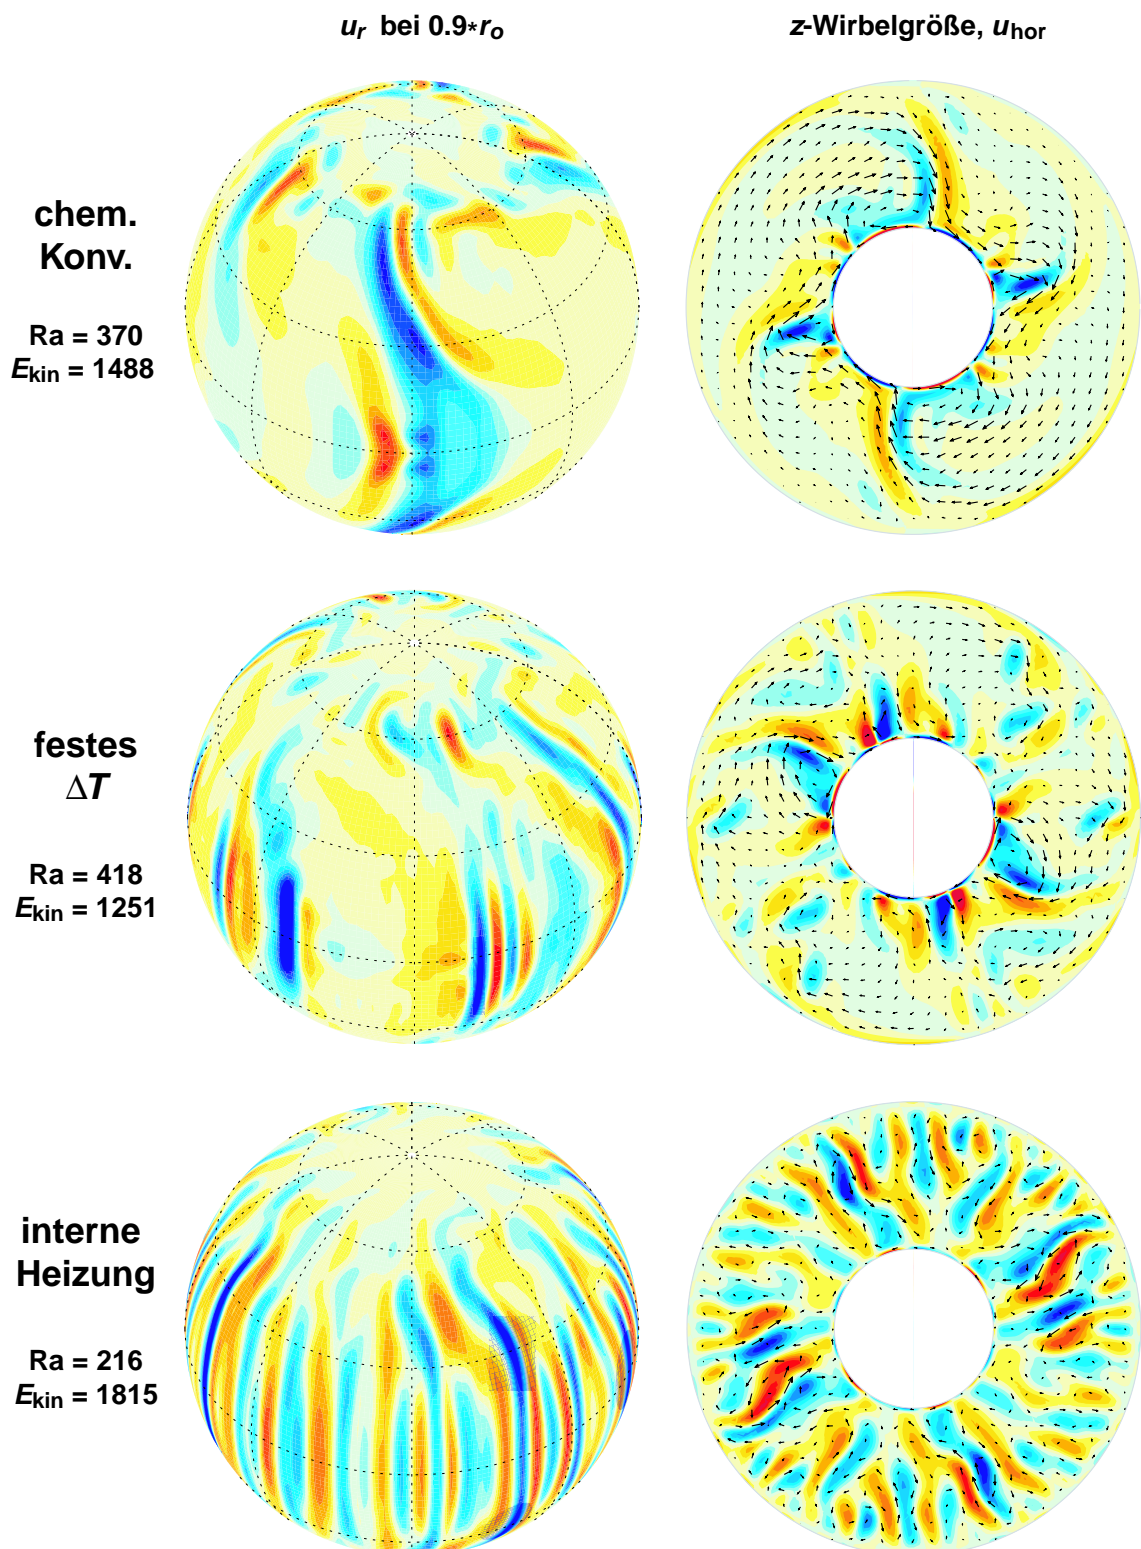 u_r bei 0.9*r_o
z-Wirbelgröße, u_hor
chem.
Konv.
Ra = 370
E_kin = 1488
festes
ΔT
Ra = 418
E_kin = 1251
interne
Heizung
Ra = 216
E_kin = 1815